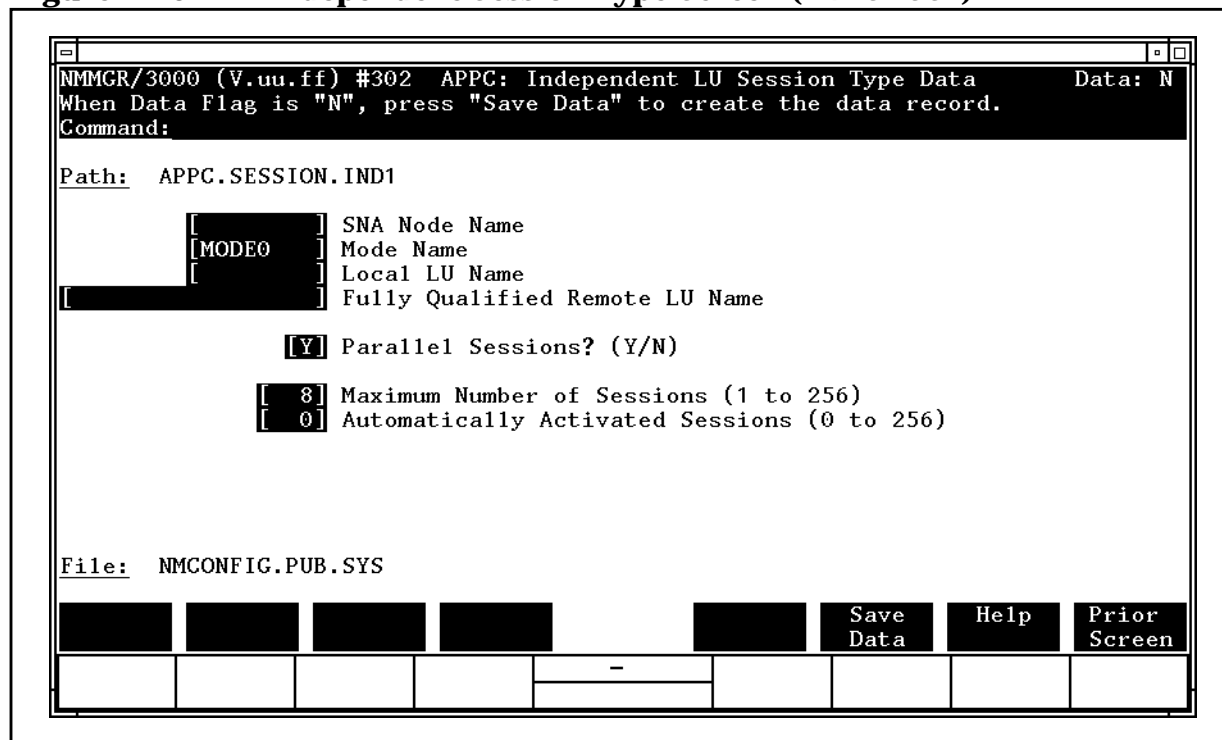 NMMGR/3000 (V.uu.ff) #302 APPC: Independent LU Session Type Data Data: N
When Data Flag is "N", press "Save Data" to create the data record.
Command:
Path: APPC.SESSION.IND1
[ ] SNA Node Name
[MODE0 ] Mode Name
[ ] Local LU Name
[ ] Fully Qualified Remote LU Name
[Y] Parallel Sessions? (Y/N)
[ 8] Maximum Number of Sessions (1 to 256)
[ 0] Automatically Activated Sessions (0 to 256)
File: NMCONFIG.PUB.SYS
Save Data
Help
Prior Screen